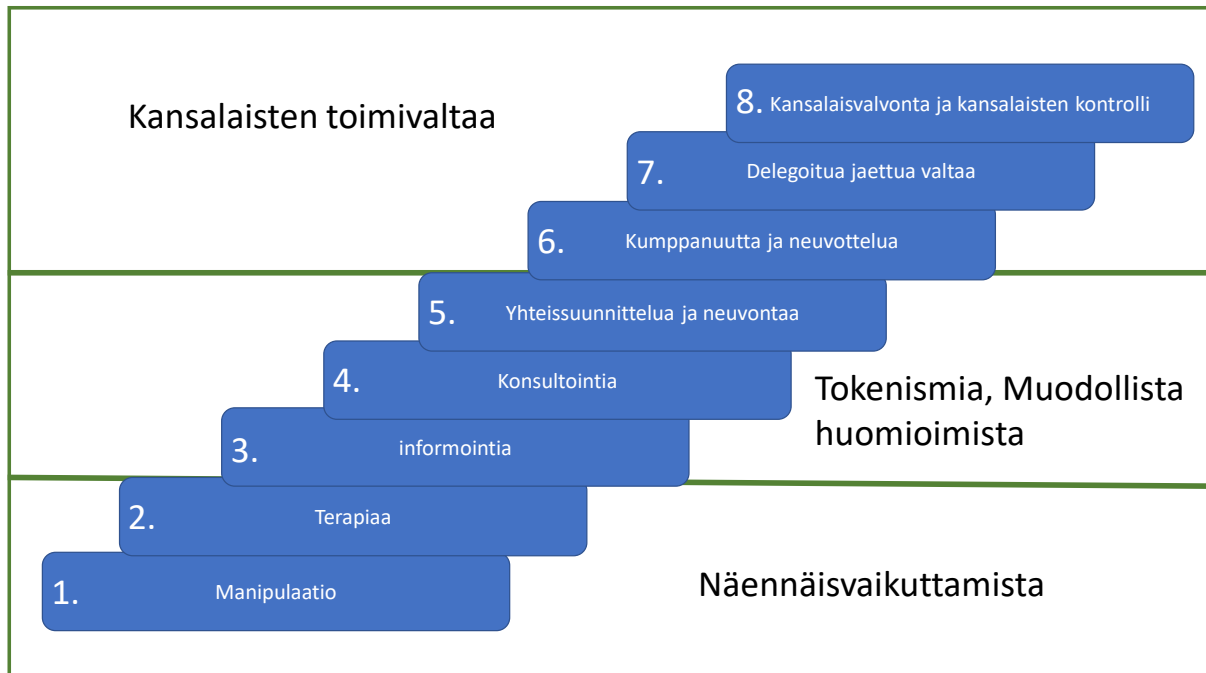 Kansalaisten toimivaltaa
8. Kansalaisvalvonta ja kansalaisten kontrolli
7. Delegoitua jaettua valtaa
6. Kumppanuutta ja neuvottelua
5. Yhteissuunnittelua ja neuvontaa
4. Konsultointia
Tokenismia, Muodollista
huomioimista
3. informointia
2. Terapiaa
1. Manipulaatio
Näennäisvaikuttamista